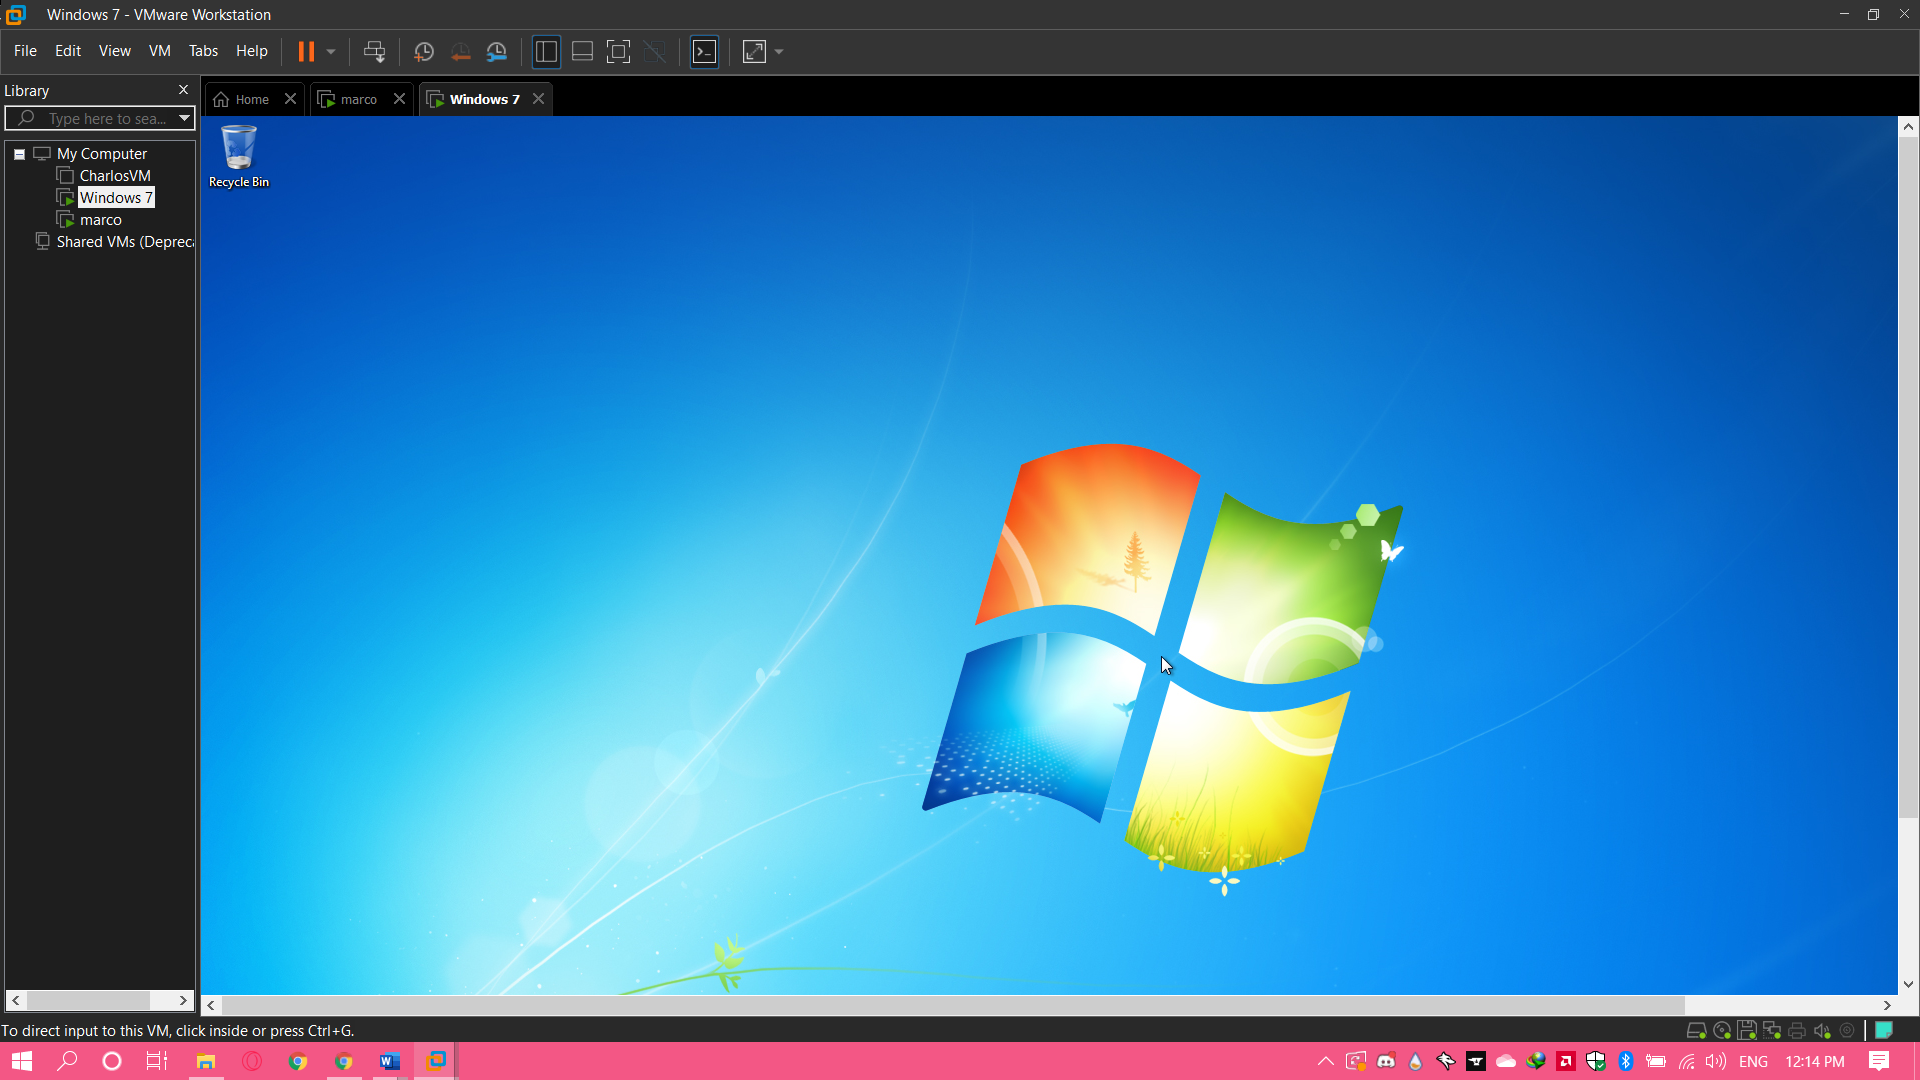 Windows 7 - VMware Workstation
File Edit View VM Tabs Help
Library
Home
marco
Windows 7
Type here to sea...
My Computer
CharlosVM
Windows 7
marco
Shared VMs (Depreca
Recycle Bin
To direct input to this VM, click inside or press Ctrl+G.
ENG
12:14 PM